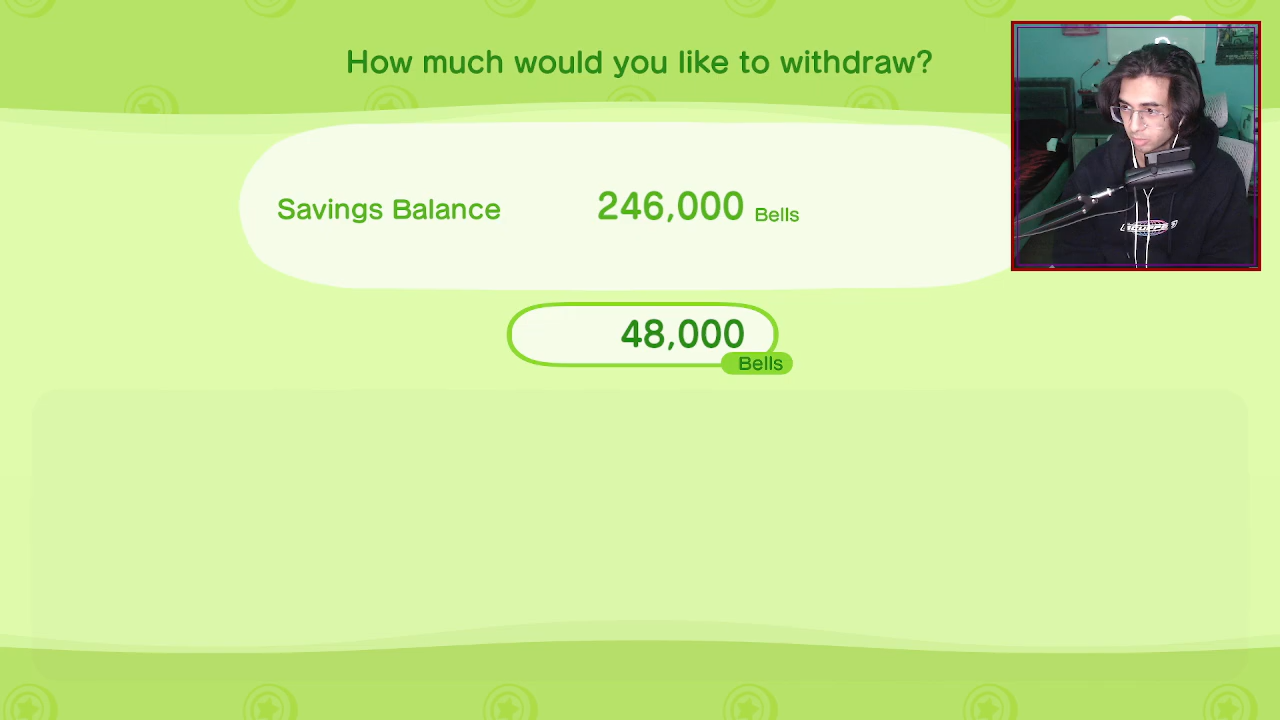 How much would you like to withdraw?
Savings Balance 246,000 Bells
48,000
Bells